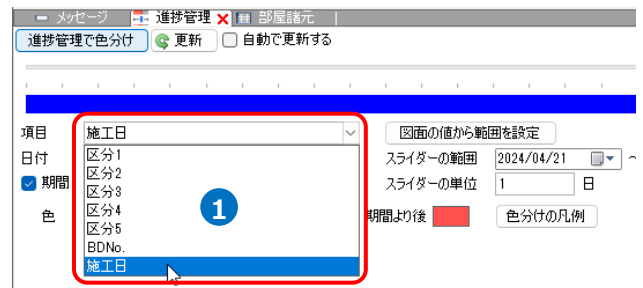 メッセージ 進捗管理 部屋諸元
進捗管理で色分け 更新 自動で更新する
項目 施工日 図面の値から範囲を設定
日付 区分1 スライダーの範囲 2024/04/21 ～
区分2
期間 区分3 スライダーの単位 1 日
区分4
色 区分5 期間より後 色分けの凡例
BDNo.
施工日
1